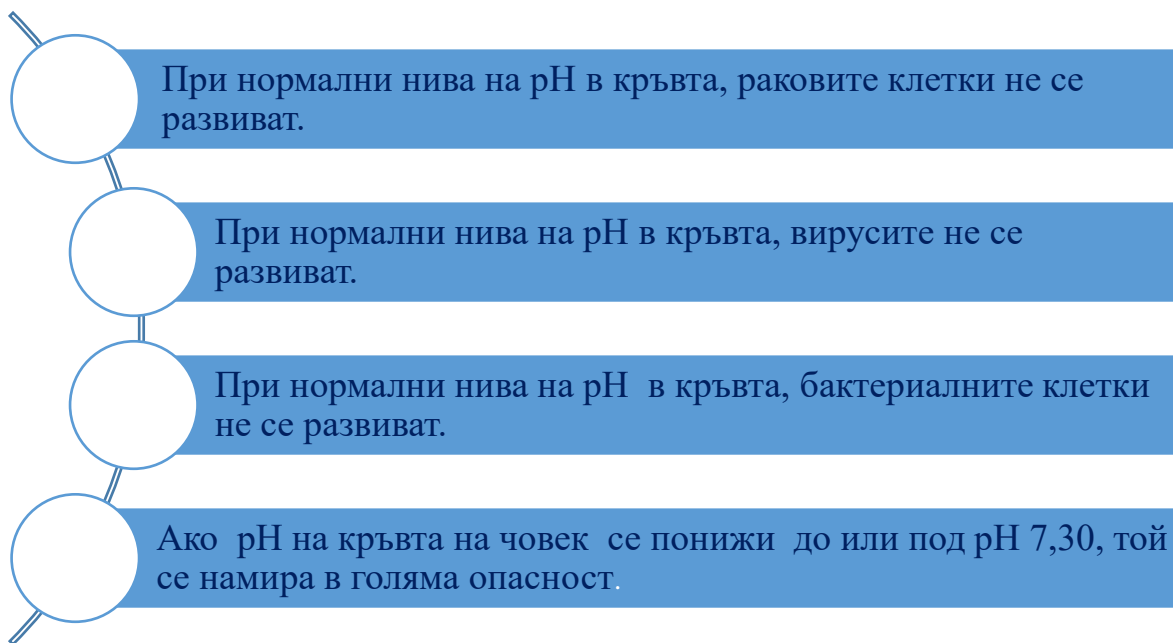 При нормални нива на pH в кръвта, раковите клетки не се
развиват.
При нормални нива на pH в кръвта, вирусите не се
развиват.
При нормални нива на pH в кръвта, бактериалните клетки
не се развиват.
Ако pH на кръвта на човек се понижи до или под pH 7,30, той
се намира в голяма опасност.